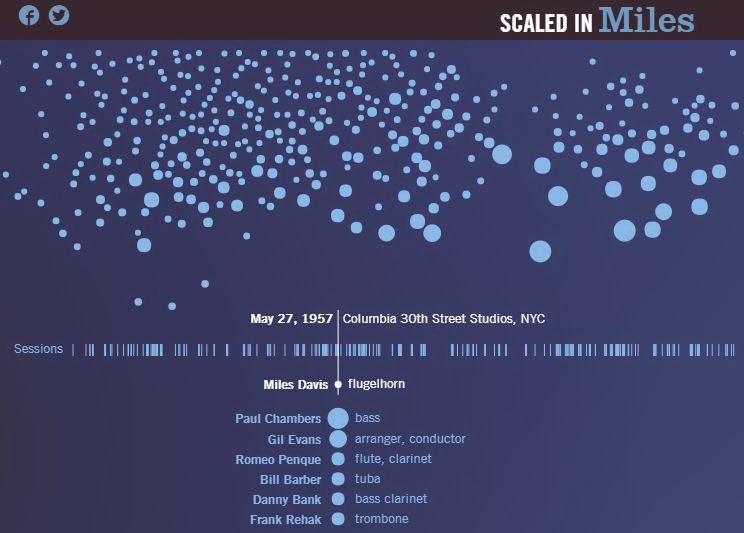 SCALED IN Miles
May 27, 1957 Columbia 30th Street Studios, NYC
Sessions
Miles Davis flugelhorn
Paul Chambers bass
Gil Evans arranger, conductor
Romeo Penque flute, clarinet
Bill Barber tuba
Danny Bank bass clarinet
Frank Rehak trombone